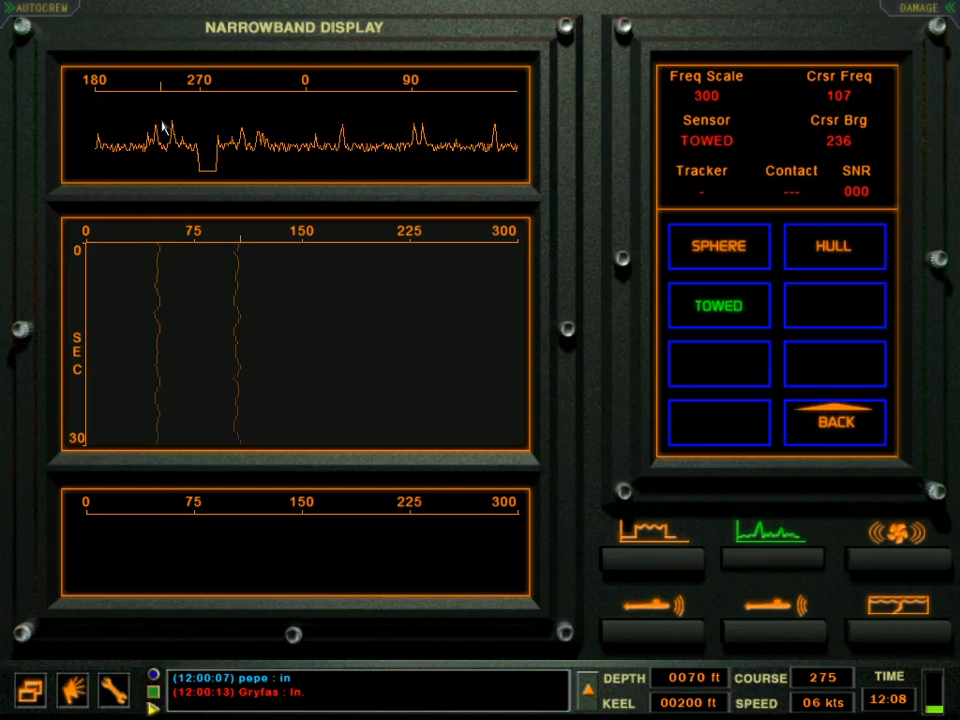 AUTOCREW
DAMAGE
NARROWBAND DISPLAY
180 270 0 90
Freq Scale Crsr Freq
300 107
Sensor Crsr Brg
TOWED 236
Tracker Contact SNR
- --- 000
0 75 150 225 300
0
SEC
30
SPHERE HULL
TOWED
BACK
0 75 150 225 300
(12:00:07) pepe : in
(12:00:13) Gryfas : In.
DEPTH 0070 ft COURSE 275 TIME
KEEL 00200 ft SPEED 06 kts 12:08